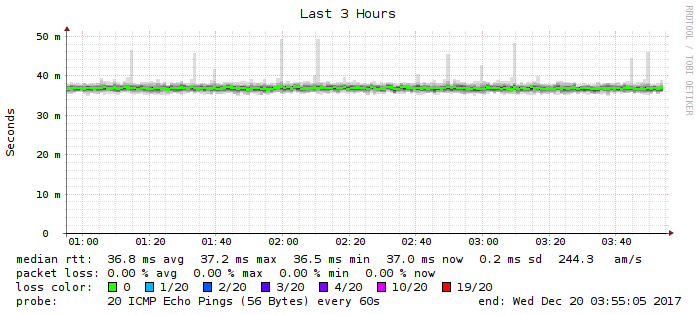 Last 3 Hours
RRDTOOL / TOBI OETIKER
Seconds
50 m
40 m
30 m
20 m
10 m
0
01:00 01:20 01:40 02:00 02:20 02:40 03:00 03:20 03:40
median rtt: 36.8 ms avg 37.2 ms max 36.5 ms min 37.0 ms now 0.2 ms sd 244.3 am/s
packet loss: 0.00 % avg 0.00 % max 0.00 % min 0.00 % now
loss color: 0 1/20 2/20 3/20 4/20 10/20 19/20
probe: 20 ICMP Echo Pings (56 Bytes) every 60s end: Wed Dec 20 03:55:05 2017